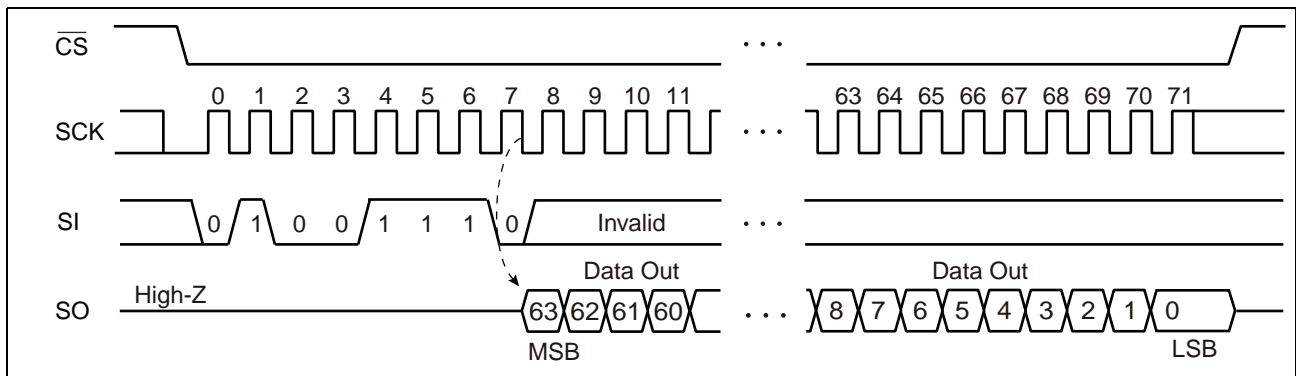 CS . . .
0 1 2 3 4 5 6 7 8 9 10 11 63 64 65 66 67 68 69 70 71
SCK . . .
SI 0 1 0 0 1 1 1 0 Invalid . . .
High-Z Data Out Data Out
SO 63 62 61 60 . . . 8 7 6 5 4 3 2 1 0
MSB LSB